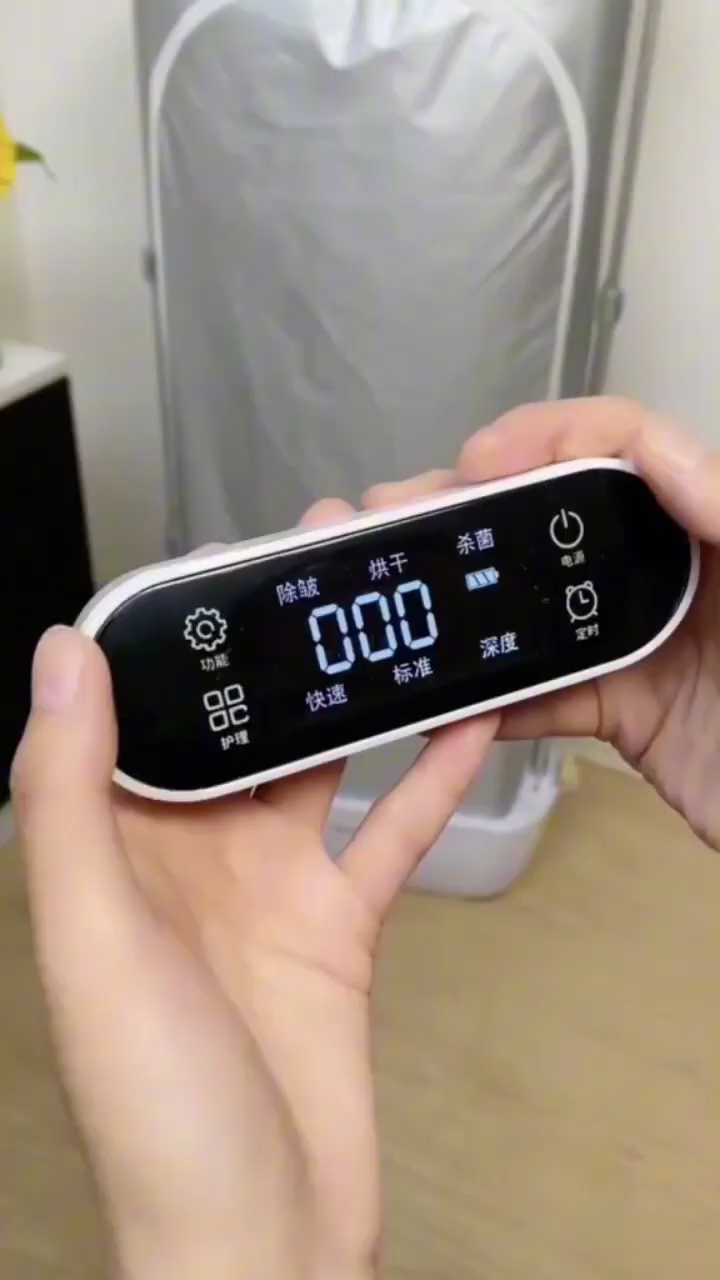 除皱 烘干 杀菌
电源
功能
000
定时
快速 标准 深度
护理